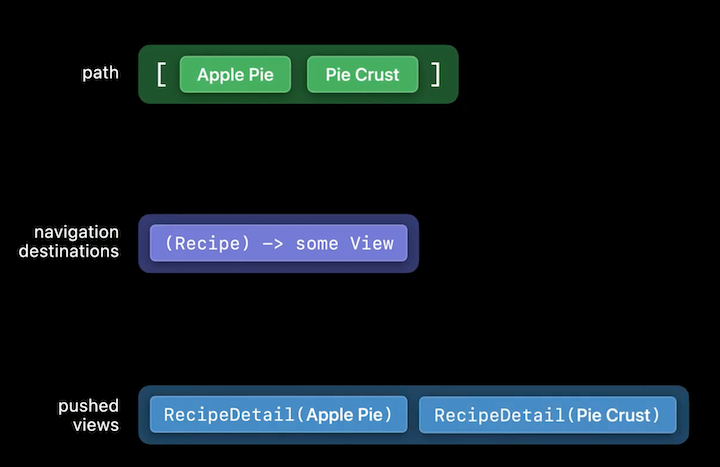 path
[ Apple Pie Pie Crust ]
navigation
destinations
(Recipe) -> some View
pushed
views
RecipeDetail(Apple Pie) RecipeDetail(Pie Crust)